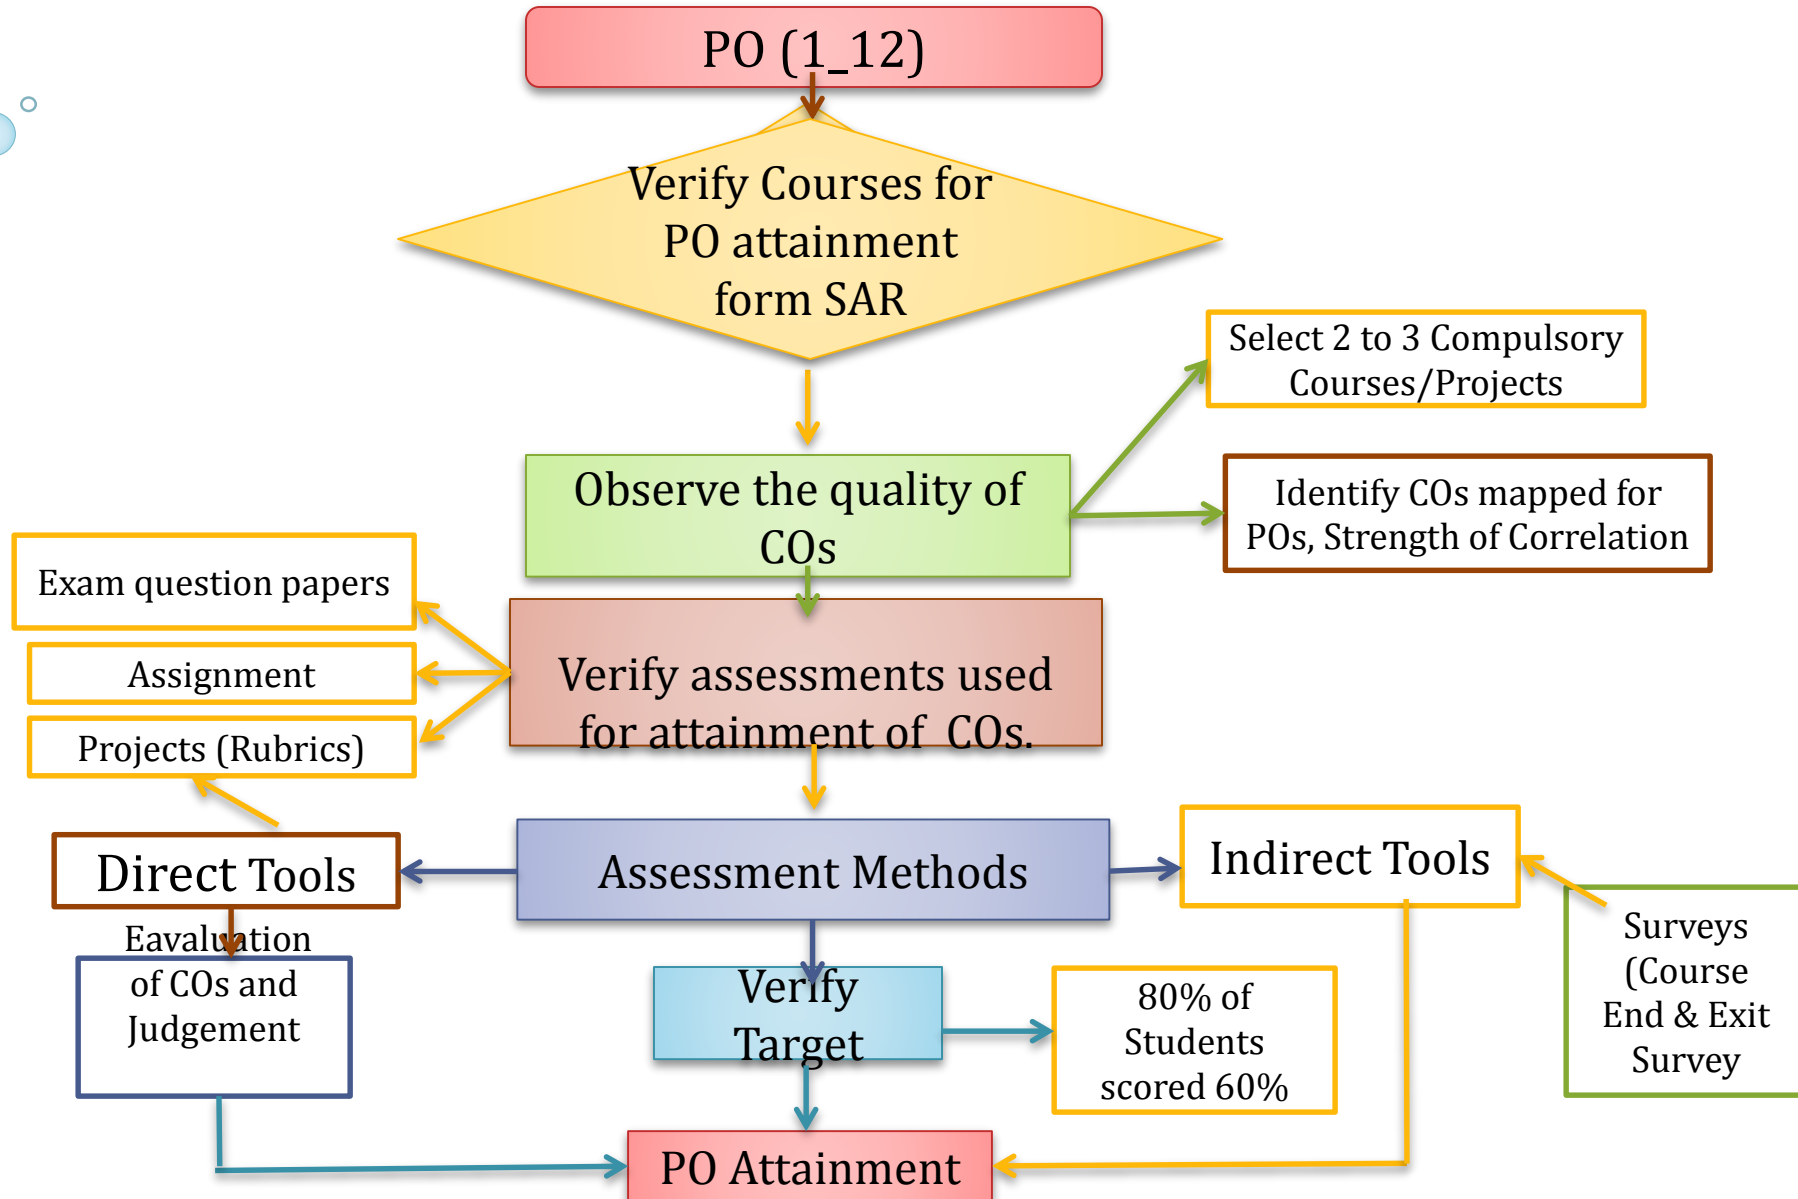 PO (1_12)
Verify Courses for
PO attainment
form SAR
Select 2 to 3 Compulsory
Courses/Projects
Observe the quality of
COs
Identify COs mapped for
POs, Strength of Correlation
Exam question papers
Assignment
Projects (Rubrics)
Verify assessments used
for attainment of COs.
Direct Tools
Assessment Methods
Indirect Tools
Eavaluation
of COs and
Judgement
Verify
Target
80% of
Students
scored 60%
Surveys
(Course
End & Exit
Survey
PO Attainment